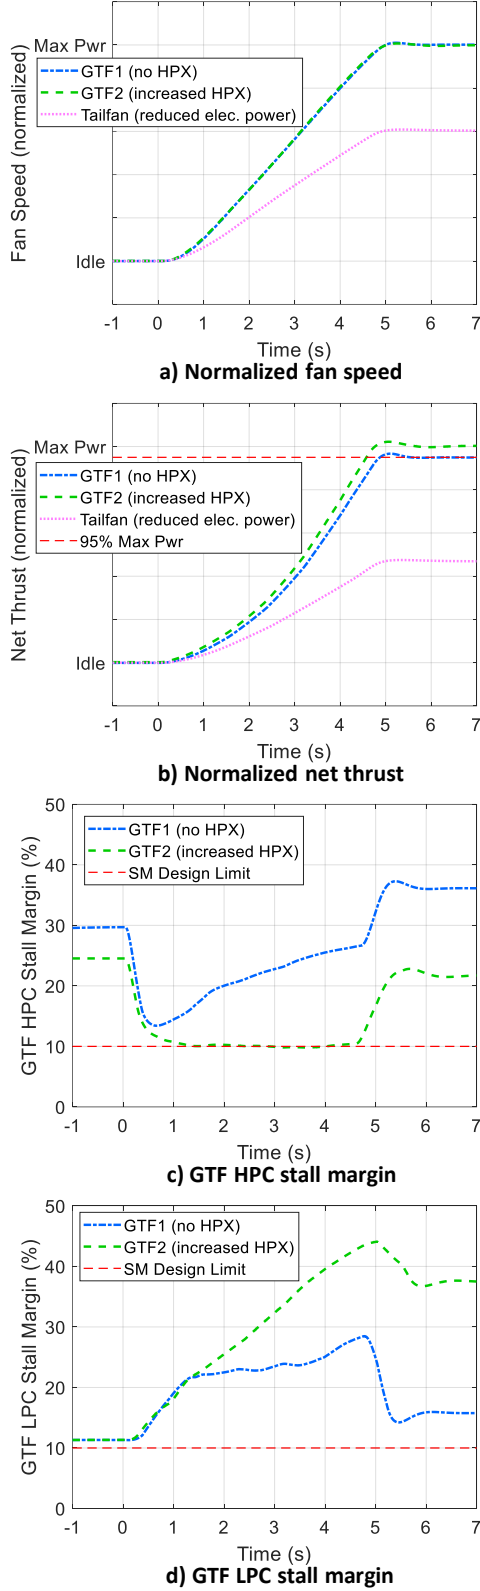 Max Pwr
GTF1 (no HPX)
GTF2 (increased HPX)
Tailfan (reduced elec. power)
Fan Speed (normalized)
Idle
-1 0 1 2 3 4 5 6 7
Time (s)
a) Normalized fan speed
Max Pwr
GTF1 (no HPX)
GTF2 (increased HPX)
Tailfan (reduced elec. power)
95% Max Pwr
Net Thrust (normalized)
Idle
-1 0 1 2 3 4 5 6 7
Time (s)
b) Normalized net thrust
50
GTF1 (no HPX)
GTF2 (increased HPX)
SM Design Limit
40
30
20
10
0
GTF HPC Stall Margin (%)
-1 0 1 2 3 4 5 6 7
Time (s)
c) GTF HPC stall margin
50
GTF1 (no HPX)
GTF2 (increased HPX)
SM Design Limit
40
30
20
10
0
GTF LPC Stall Margin (%)
-1 0 1 2 3 4 5 6 7
Time (s)
d) GTF LPC stall margin